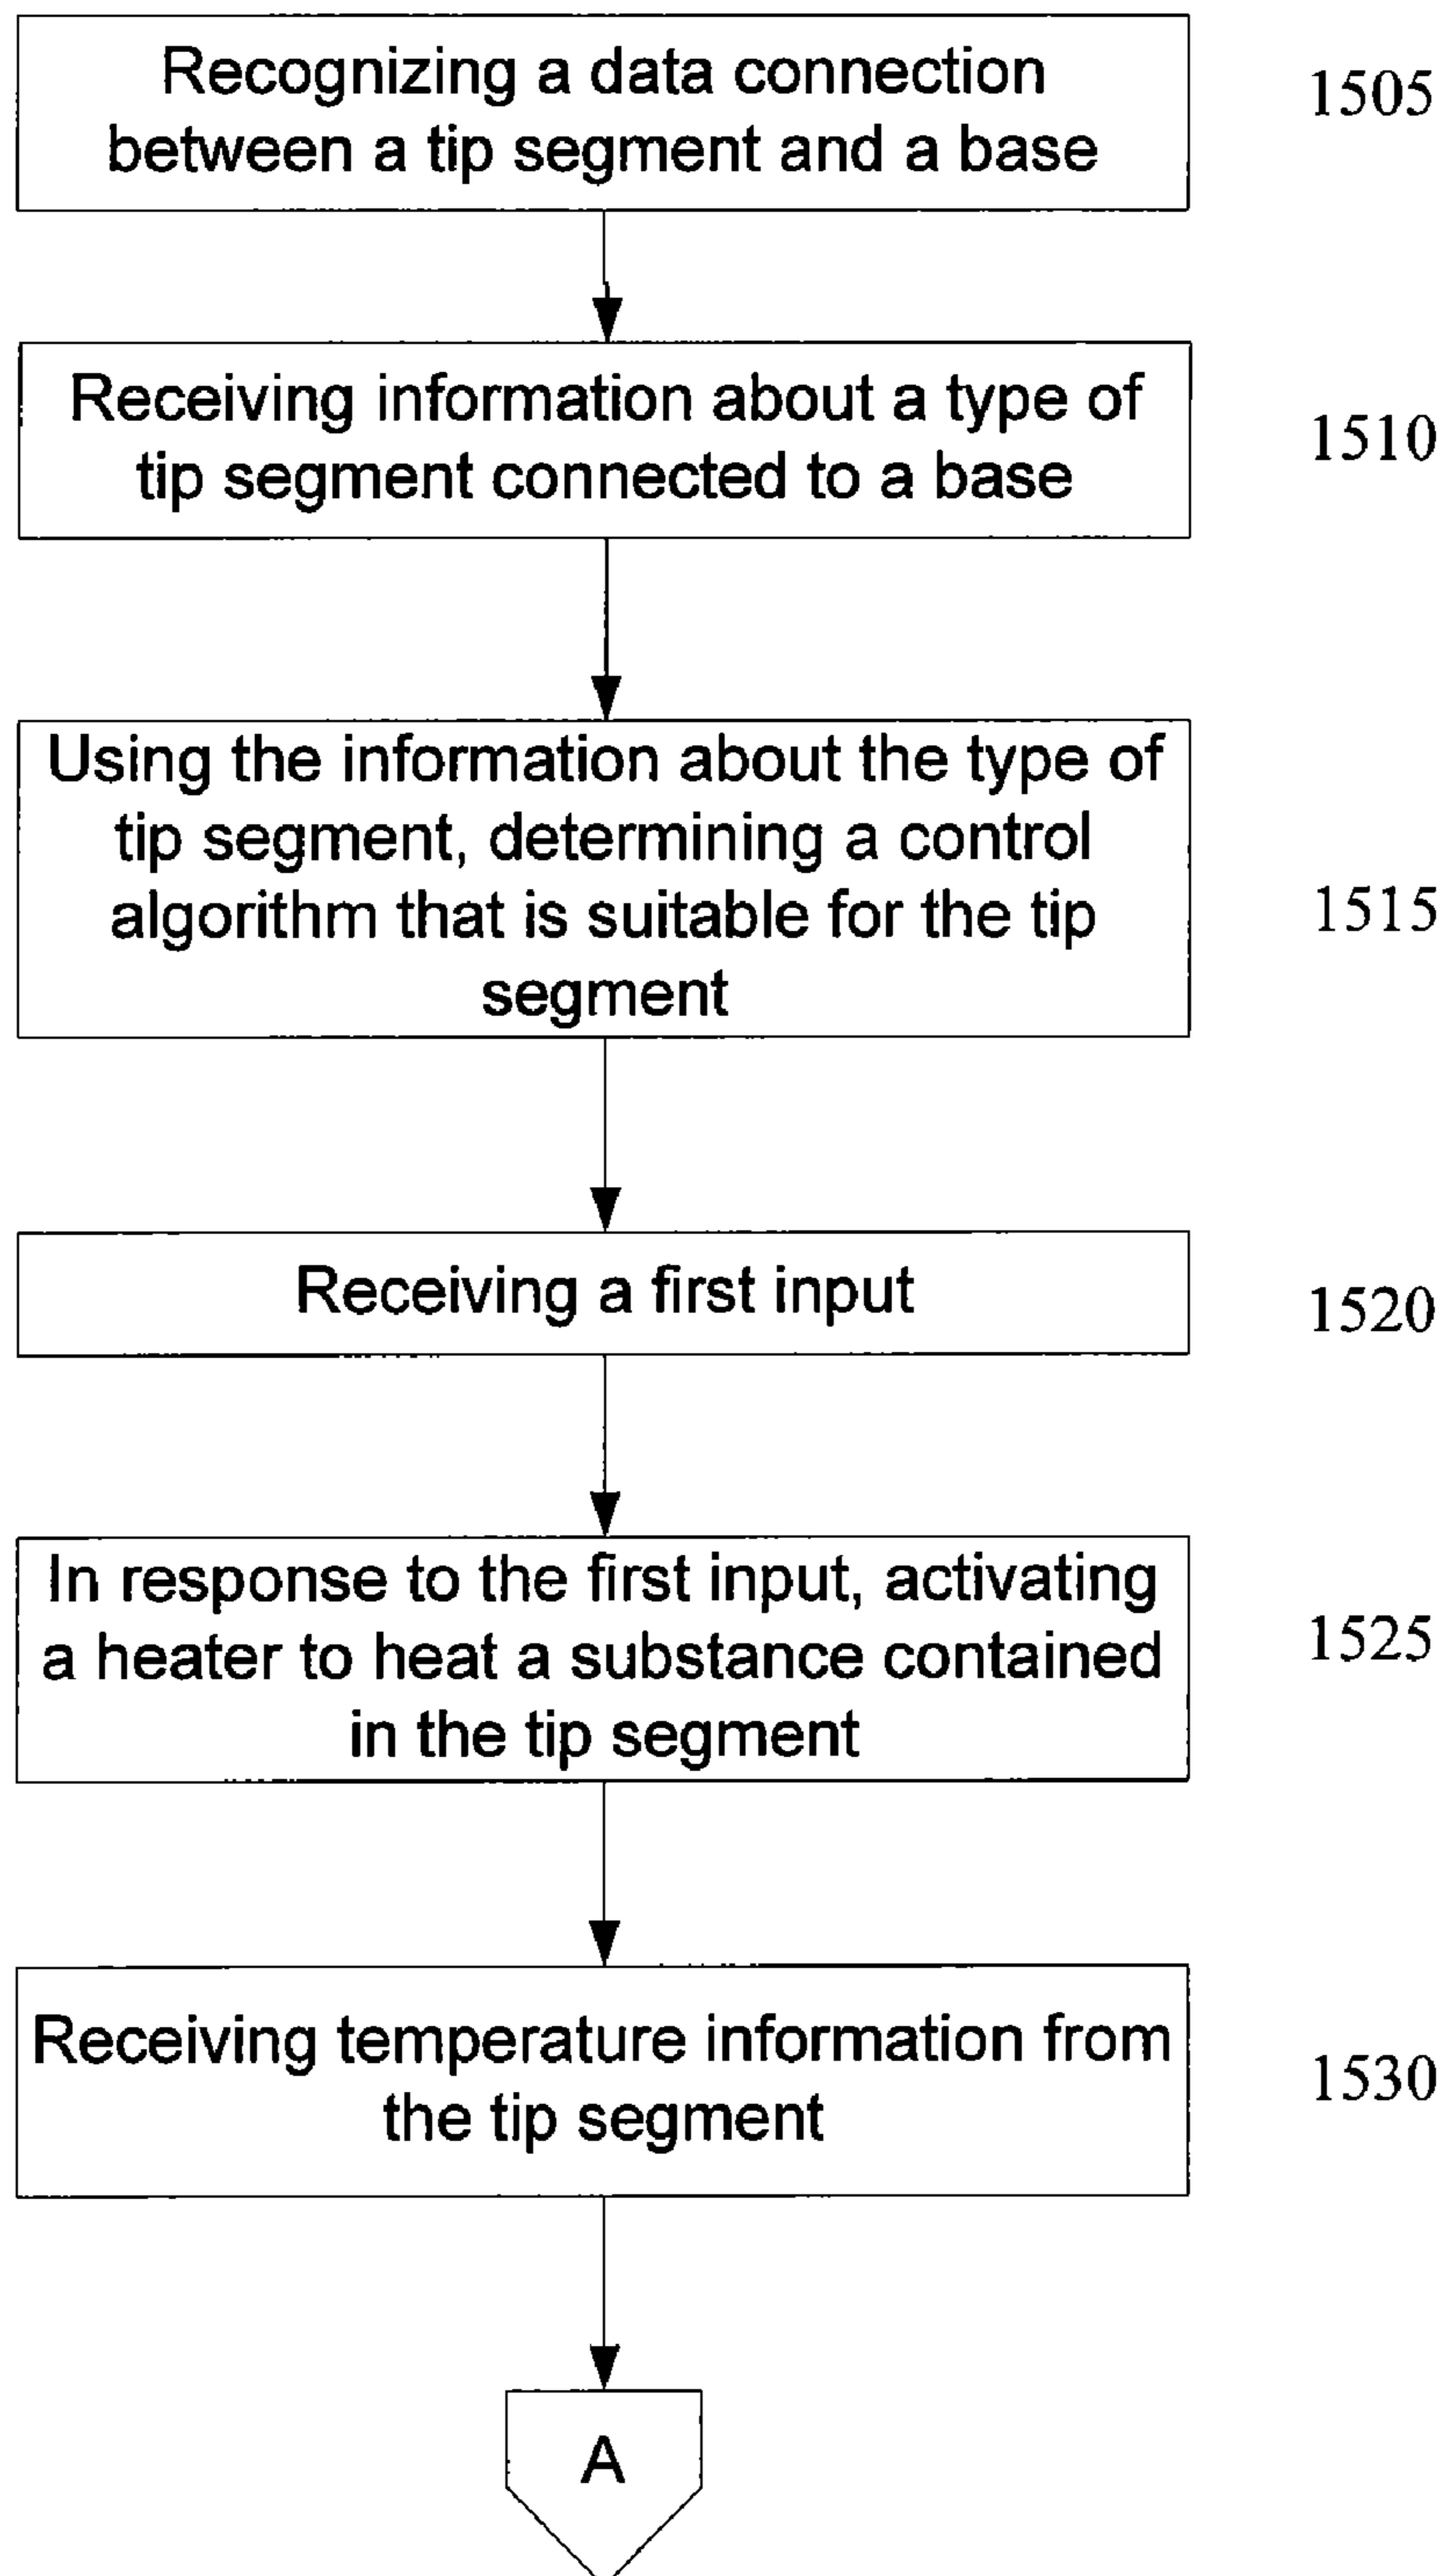 Recognizing a data connection
between a tip segment and a base
1505
Receiving information about a type of
tip segment connected to a base
1510
Using the information about the type of
tip segment, determining a control
algorithm that is suitable for the tip
segment
1515
Receiving a first input
1520
In response to the first input, activating
a heater to heat a substance contained
in the tip segment
1525
Receiving temperature information from
the tip segment
1530
A